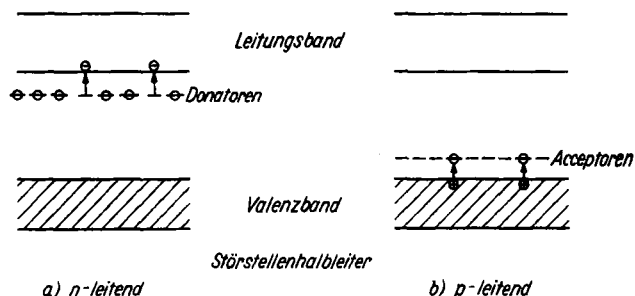 Leitungsband
Donatoren
Acceptoren
Valenzband
Störstellenhalbleiter
a) n-leitend
b) p-leitend